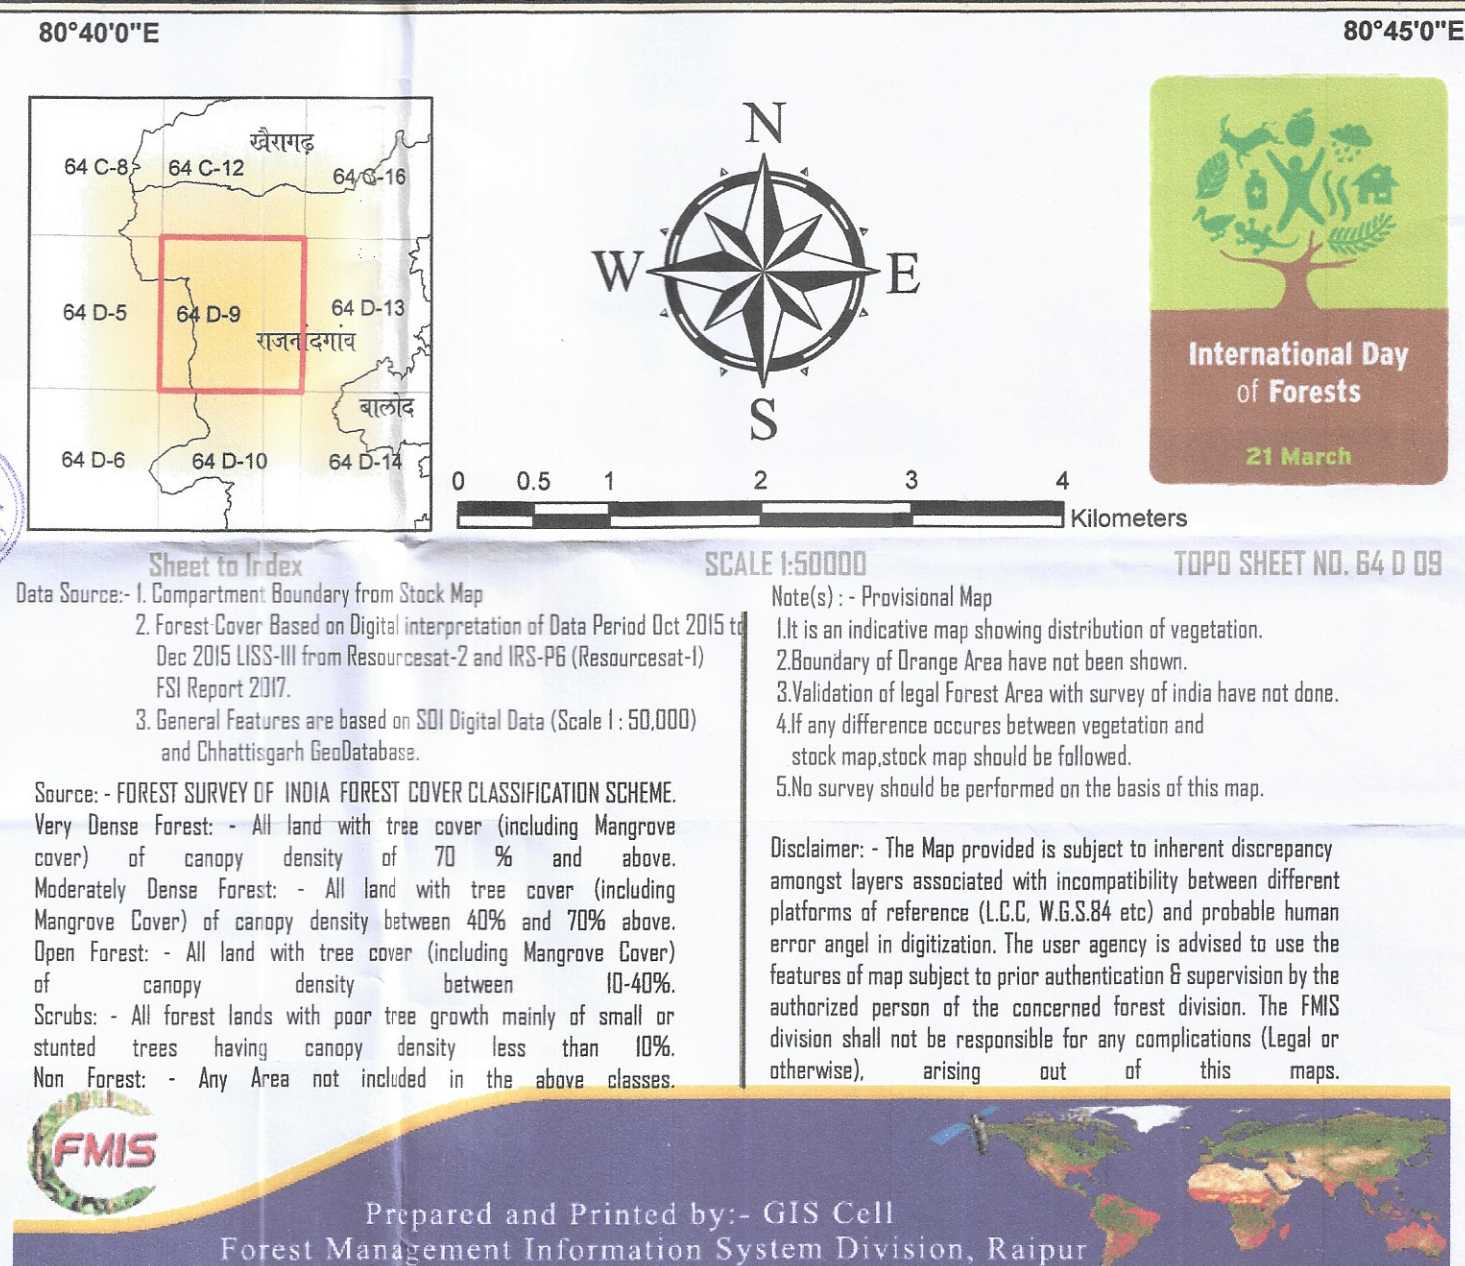 80°40'0"E
80°45'0"E
खैरागढ़
64 C-8
64 C-12
64 C-16
64 D-5
64 D-9
64 D-13
राजनांदगांव
बालोद
64 D-6
64 D-10
64 D-14
N
W
E
S
0 0.5 1 2 3 4
Kilometers
International Day
of Forests
21 March
Sheet to Index
SCALE 1:50000
TOPO SHEET NO. 64 D 09
Data Source:- 1. Compartment Boundary from Stock Map
2. Forest Cover Based on Digital interpretation of Data Period Oct 2015 to
Dec 2015 LISS-III from Resourcesat-2 and IRS-P6 (Resourcesat-1)
FSI Report 2017.
3. General Features are based on SOI Digital Data (Scale 1 : 50,000)
and Chhattisgarh GeoDatabase.
Source: - FOREST SURVEY OF INDIA FOREST COVER CLASSIFICATION SCHEME.
Very Dense Forest: - All land with tree cover (including Mangrove
cover) of canopy density of 70 % and above.
Moderately Dense Forest: - All land with tree cover (including
Mangrove Cover) of canopy density between 40% and 70% above.
Open Forest: - All land with tree cover (including Mangrove Cover)
of canopy density between 10-40%.
Scrubs: - All forest lands with poor tree growth mainly of small or
stunted trees having canopy density less than 10%.
Non Forest: - Any Area not included in the above classes.
Note(s) : - Provisional Map
1.It is an indicative map showing distribution of vegetation.
2.Boundary of Orange Area have not been shown.
3.Validation of legal Forest Area with survey of india have not done.
4.If any difference occures between vegetation and
stock map,stock map should be followed.
5.No survey should be performed on the basis of this map.
Disclaimer: - The Map provided is subject to inherent discrepancy
amongst layers associated with incompatibility between different
platforms of reference (L.C.C, W.G.S.84 etc) and probable human
error angel in digitization. The user agency is advised to use the
features of map subject to prior authentication & supervision by the
authorized person of the concerned forest division. The FMIS
division shall not be responsible for any complications (Legal or
otherwise), arising out of this maps.
FMIS
Prepared and Printed by:- GIS Cell
Forest Management Information System Division, Raipur